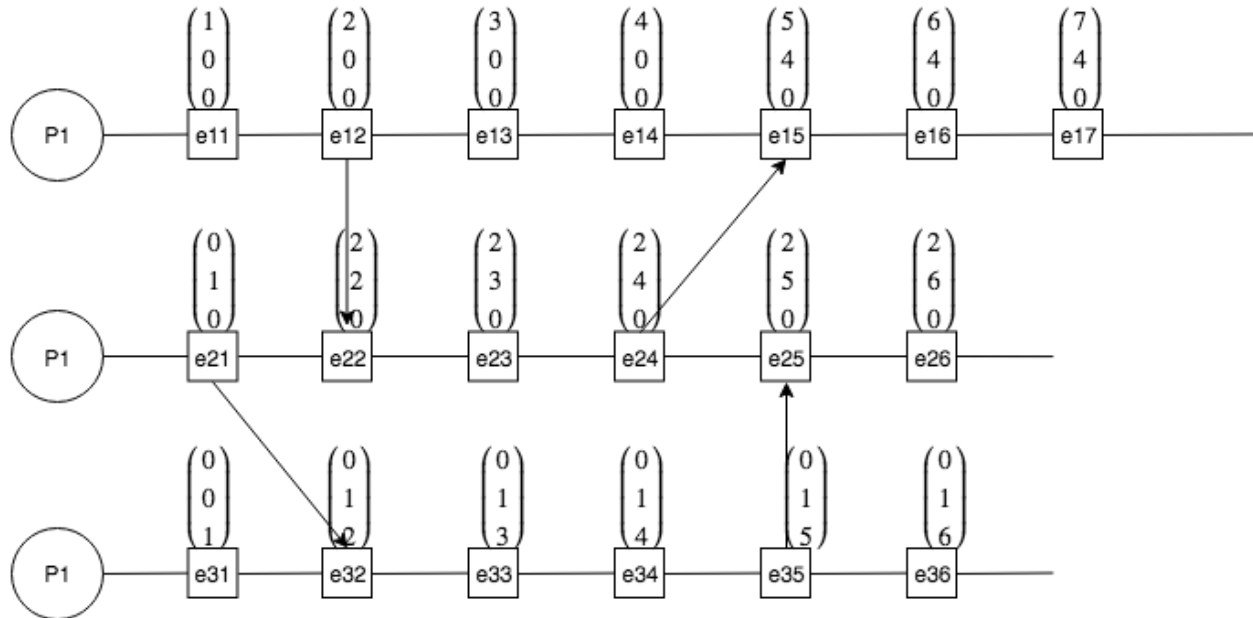 1 2 3 4 5 6 7
0 0 0 0 4 4 4
0 0 0 0 0 0 0
P1 e11 e12 e13 e14 e15 e16 e17
0 2 2 2 2 2
1 2 3 4 5 6
0 0 0 0 0 0
P1 e21 e22 e23 e24 e25 e26
0 0 0 0 0 0
0 1 1 1 1 1
1 2 3 4 5 6
P1 e31 e32 e33 e34 e35 e36